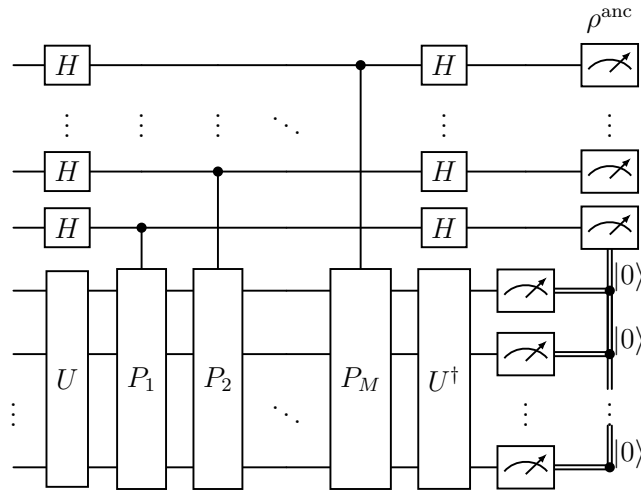 ρ^anc
H H
⋮ ⋮ ⋮ ⋱ ⋮ ⋮
H H
H H
|0⟩
|0⟩
U P_1 P_2 P_M U^†
⋮ ⋱ ⋮ ⋮
|0⟩